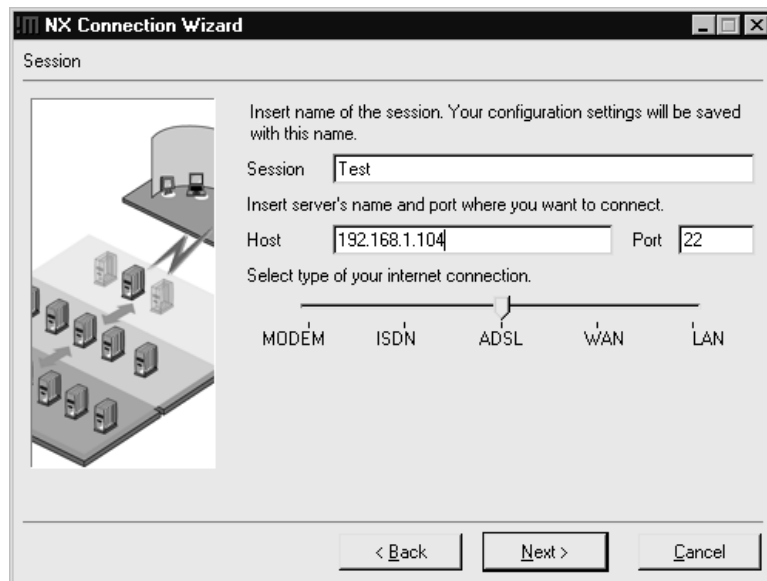 !m NX Connection Wizard
Session
Insert name of the session. Your configuration settings will be saved
with this name.
Session Test
Insert server's name and port where you want to connect.
Host 192.168.1.104 Port 22
Select type of your internet connection.
MODEM ISDN ADSL WAN LAN
< Back Next > Cancel